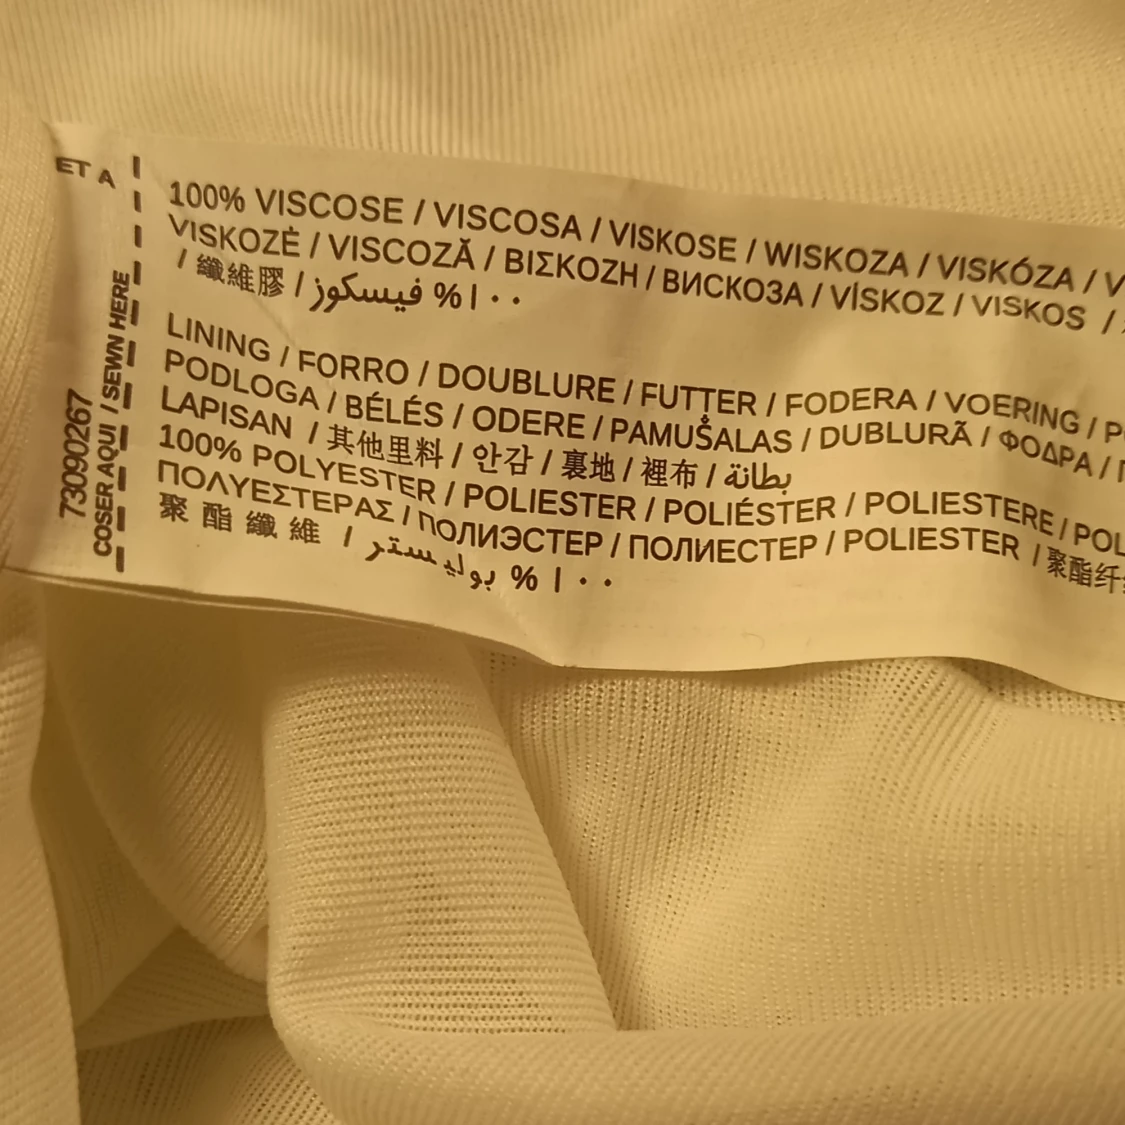 ET A
73090267
COSER AQUI / SEWN HERE
100% VISCOSE / VISCOSA / VISKOSE / WISKOZA / VISKÓZA / V
VISKOZĖ / VISCOZĂ / ΒΙΣΚΟΖΗ / ВИСКОЗА / VİSKOZ / VISKOS /
/ 纖維膠 / فيسكوز %١٠٠
LINING / FORRO / DOUBLURE / FUTTER / FODERA / VOERING / P
PODLOGA / BÉLÉS / ODERE / PAMUŠALAS / DUBLURÃ / ΦΟΔΡΑ / П
LAPISAN / 其他里料 / 안감 / 裏地 / 裡布 / بطانة
100% POLYESTER / POLIESTER / POLIÉSTER / POLIESTERE / POL
ΠΟΛΥΕΣΤΕΡΑΣ / ПОЛИЭСТЕР / ПОЛИЕСТЕР / POLIESTER / 聚酯纤
聚 酯 纖 維 / بوليستر %١٠٠